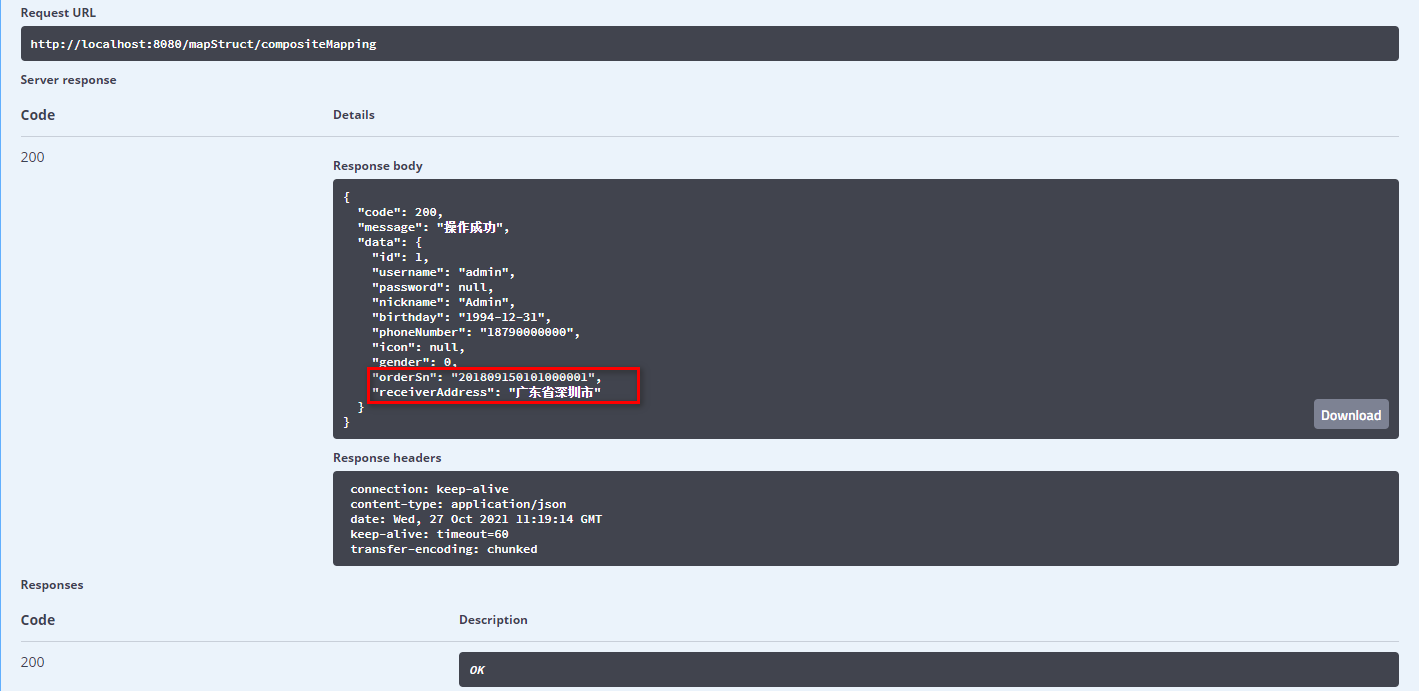 Request URL
http://localhost:8080/mapStruct/compositeMapping
Server response
Code Details
200
Response body
{
  "code": 200,
  "message": "操作成功",
  "data": {
    "id": 1,
    "username": "admin",
    "password": null,
    "nickname": "Admin",
    "birthday": "1994-12-31",
    "phoneNumber": "18790000000",
    "icon": null,
    "gender": 0,
    "orderSn": "201809150101000001",
    "receiverAddress": "广东省深圳市"
  }
}
Download
Response headers
connection: keep-alive
content-type: application/json
date: Wed, 27 Oct 2021 11:19:14 GMT
keep-alive: timeout=60
transfer-encoding: chunked
Responses
Code Description
200 OK